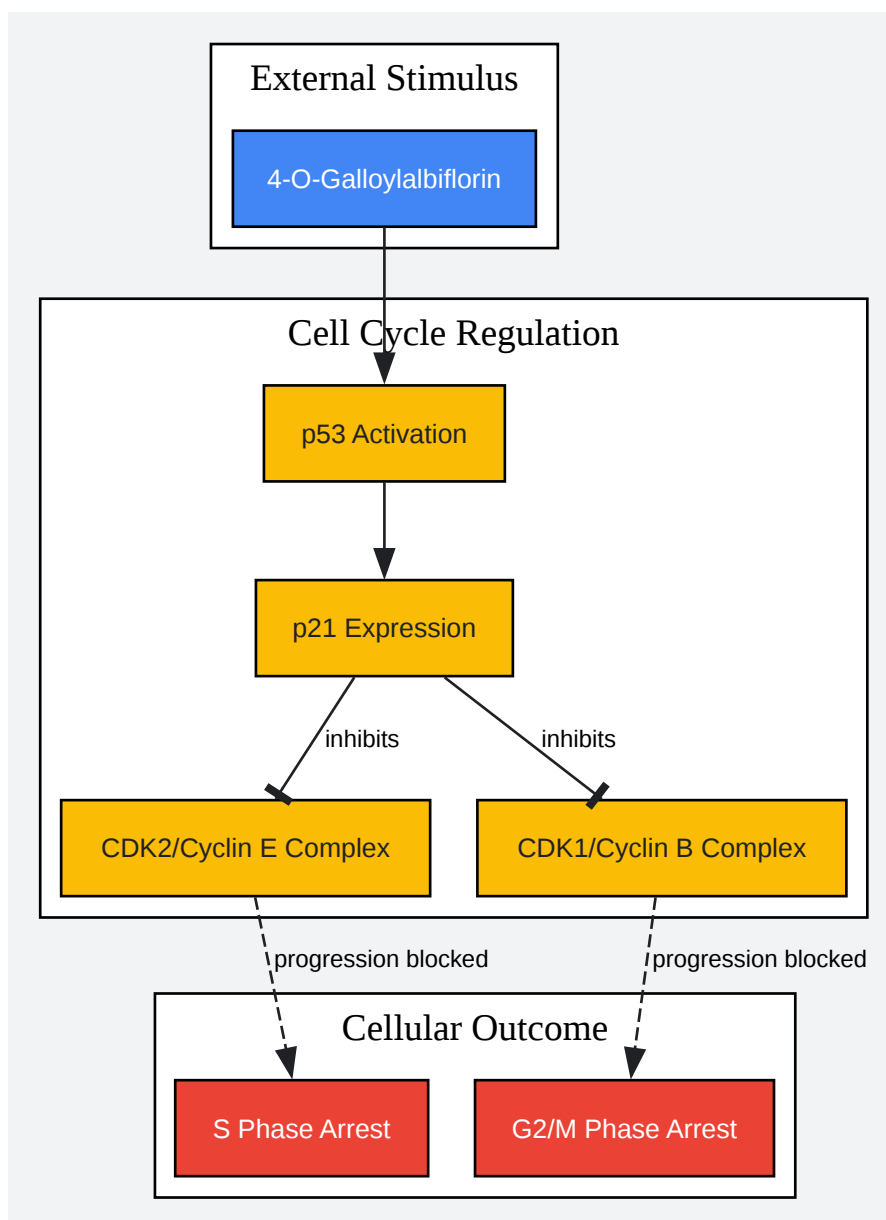 External Stimulus
4-O-Galloylalbiflorin
Cell Cycle Regulation
p53 Activation
p21 Expression
inhibits
inhibits
CDK2/Cyclin E Complex
CDK1/Cyclin B Complex
progression blocked
progression blocked
Cellular Outcome
S Phase Arrest
G2/M Phase Arrest